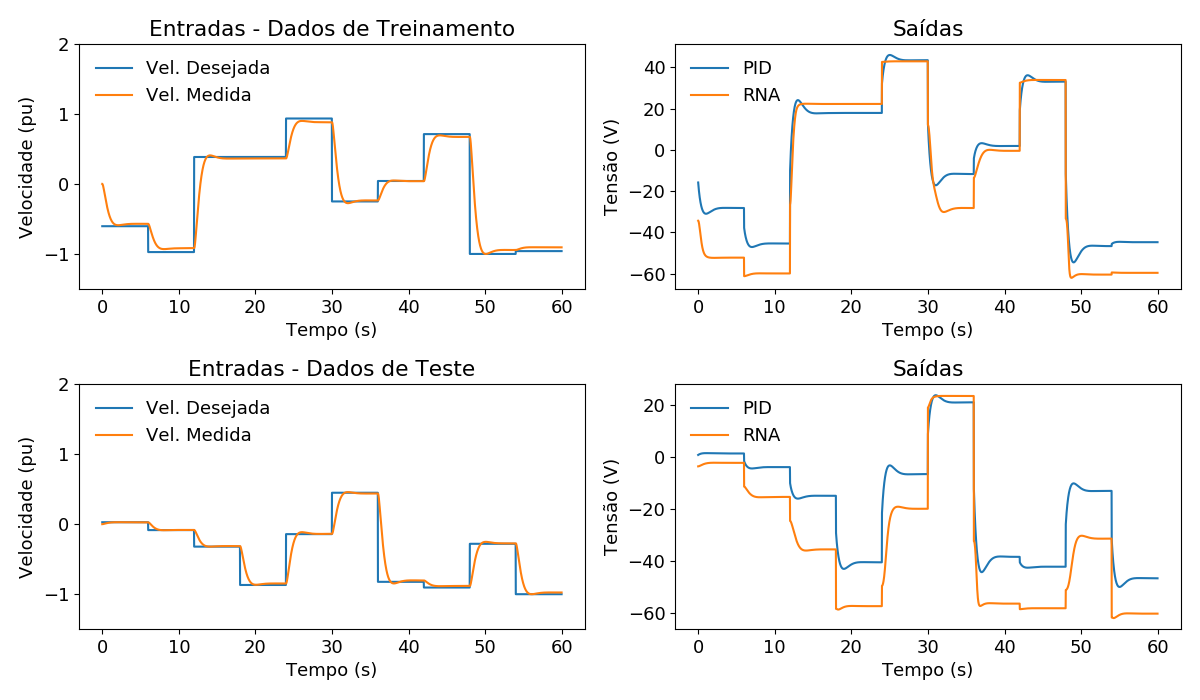 Entradas - Dados de Treinamento
Vel. Desejada
Vel. Medida
Velocidade (pu)
2
1
0
−1
0 10 20 30 40 50 60
Tempo (s)
Saídas
PID
RNA
Tensão (V)
40
20
0
−20
−40
−60
0 10 20 30 40 50 60
Tempo (s)
Entradas - Dados de Teste
Vel. Desejada
Vel. Medida
Velocidade (pu)
2
1
0
−1
0 10 20 30 40 50 60
Tempo (s)
Saídas
PID
RNA
Tensão (V)
20
0
−20
−40
−60
0 10 20 30 40 50 60
Tempo (s)